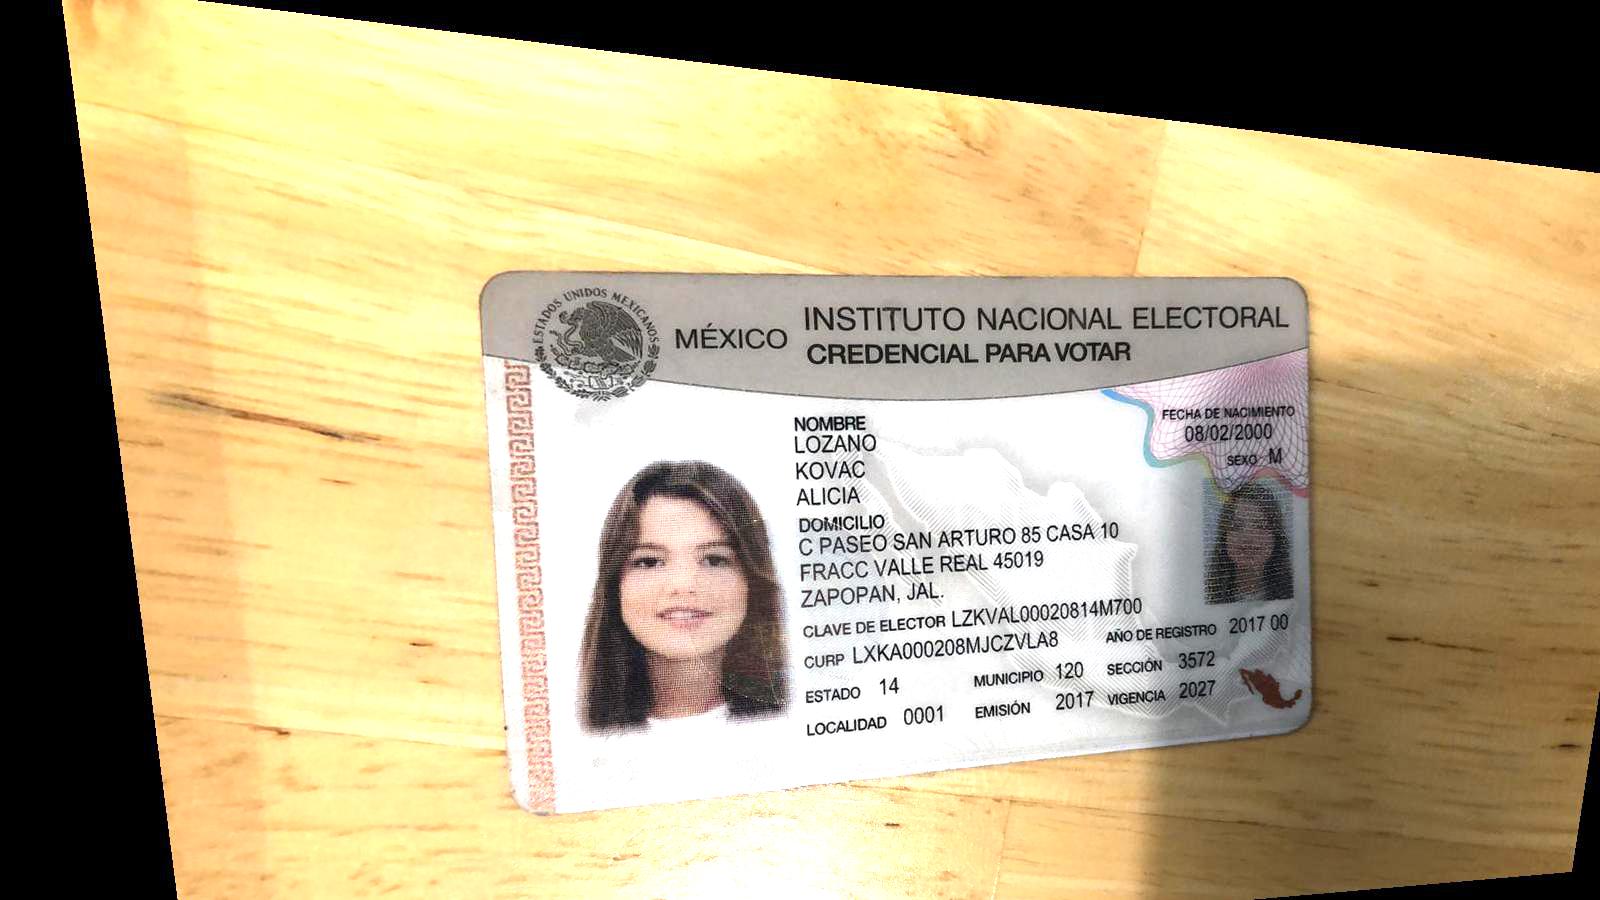 ESTADOS UNIDOS MEXICANOS
MÉXICO
INSTITUTO NACIONAL ELECTORAL
CREDENCIAL PARA VOTAR
FECHA DE NACIMIENTO
08/02/2000
SEXO M
NOMBRE
LOZANO
KOVAC
ALICIA
DOMICILIO
C PASEO SAN ARTURO 85 CASA 10
FRACC VALLE REAL 45019
ZAPOPAN, JAL.
CLAVE DE ELECTOR LZKVAL00020814M700
CURP LXKA000208MJCZVLA8 AÑO DE REGISTRO 2017 00
ESTADO 14 MUNICIPIO 120 SECCIÓN 3572
LOCALIDAD 0001 EMISIÓN 2017 VIGENCIA 2027